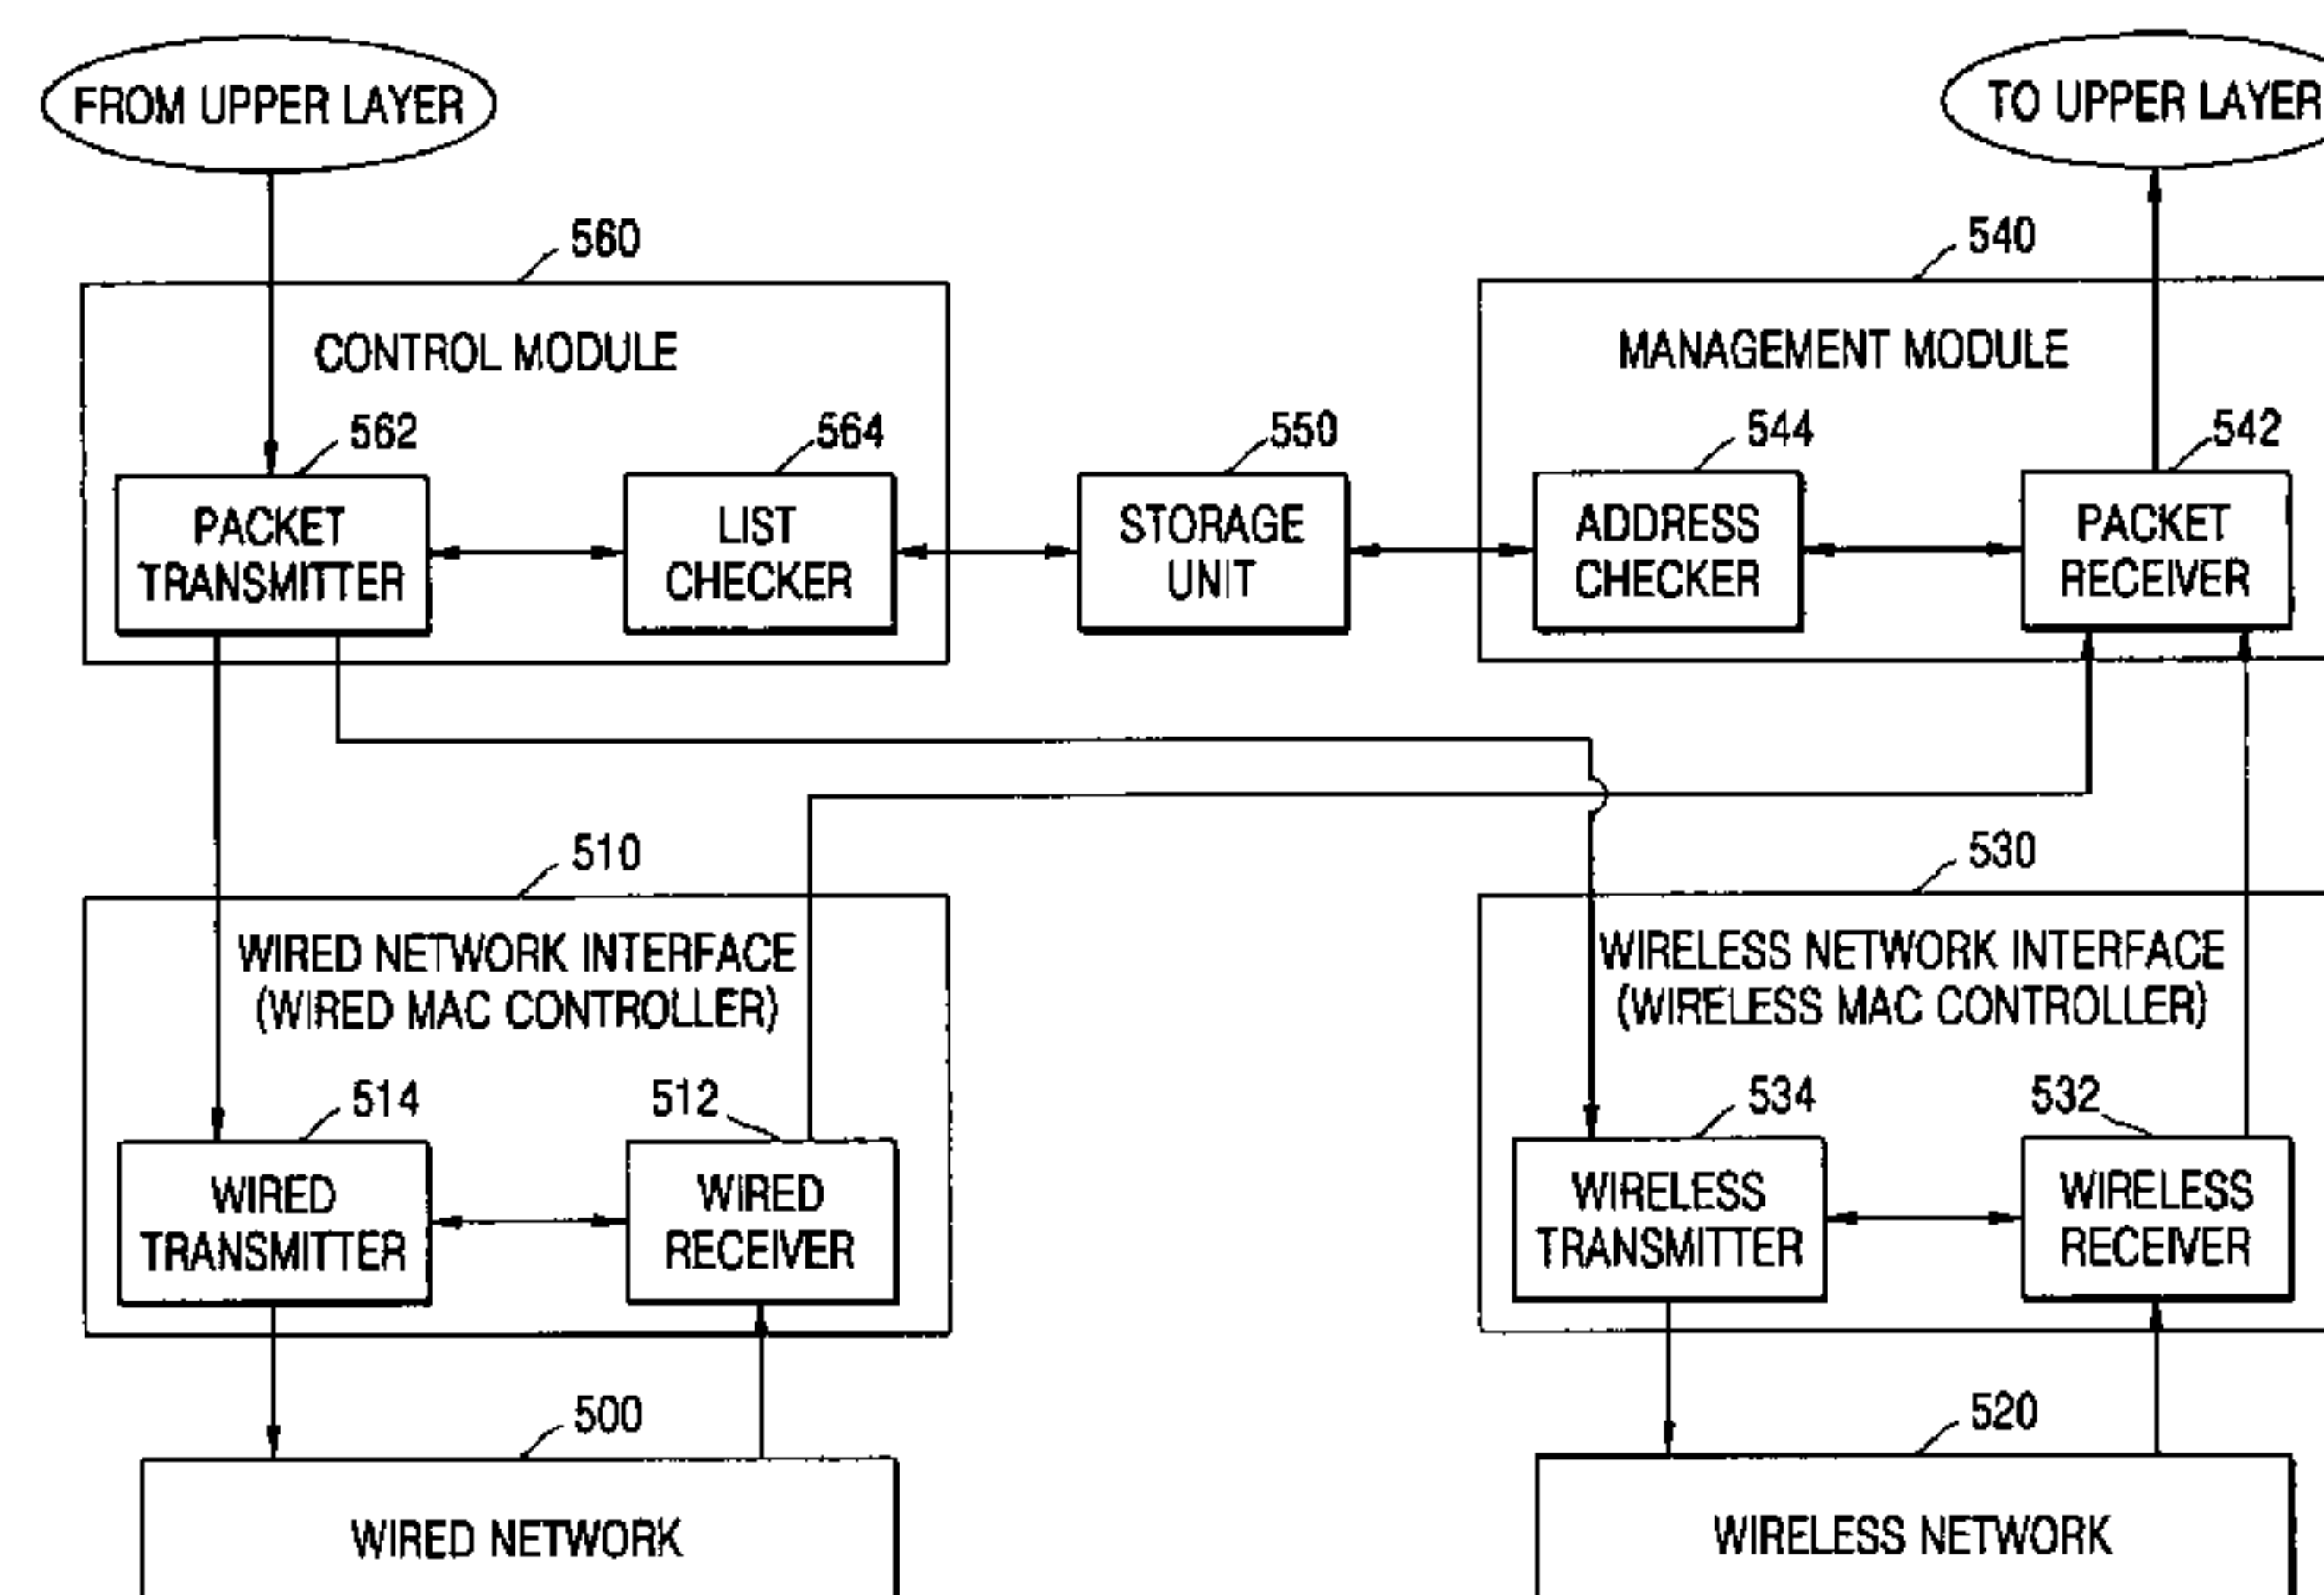 FROM UPPER LAYER
TO UPPER LAYER
560
540
CONTROL MODULE
MANAGEMENT MODULE
562
564
550
544
542
PACKET
TRANSMITTER
LIST
CHECKER
STORAGE
UNIT
ADDRESS
CHECKER
PACKET
RECEIVER
510
530
WIRED NETWORK INTERFACE
(WIRED MAC CONTROLLER)
WIRELESS NETWORK INTERFACE
(WIRELESS MAC CONTROLLER)
514
512
534
532
WIRED
TRANSMITTER
WIRED
RECEIVER
WIRELESS
TRANSMITTER
WIRELESS
RECEIVER
500
520
WIRED NETWORK
WIRELESS NETWORK